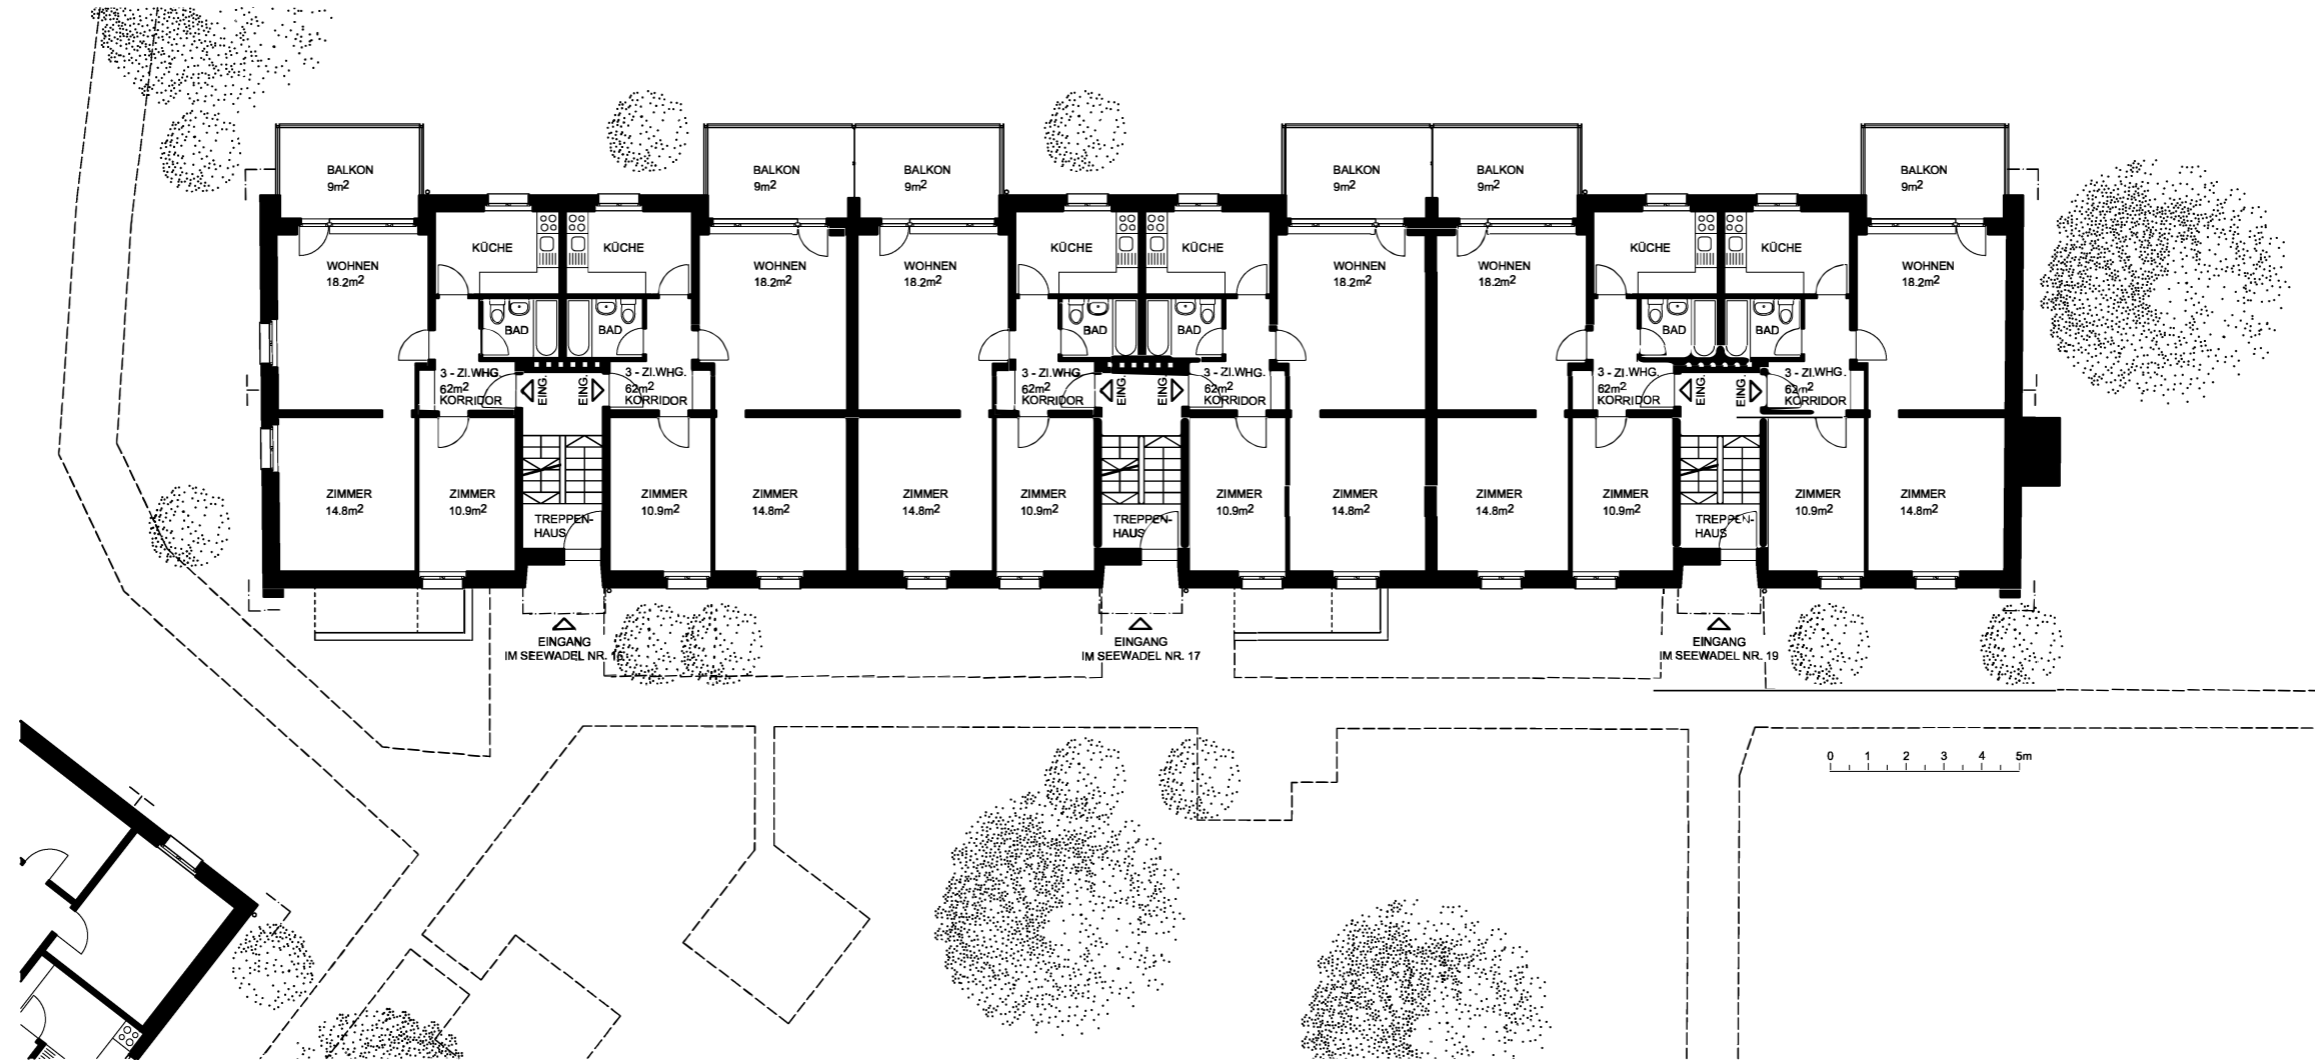 BALKON
9m²
BALKON
9m²
BALKON
9m²
BALKON
9m²
BALKON
9m²
BALKON
9m²
KÜCHE
KÜCHE
KÜCHE
KÜCHE
KÜCHE
KÜCHE
WOHNEN
18.2m²
WOHNEN
18.2m²
WOHNEN
18.2m²
WOHNEN
18.2m²
WOHNEN
18.2m²
WOHNEN
18.2m²
BAD
BAD
BAD
BAD
BAD
BAD
3 - ZI.WHG.
62m²
KORRIDOR
EING.
EING.
3 - ZI.WHG.
62m²
KORRIDOR
3 - ZI.WHG.
62m²
KORRIDOR
EING.
EING.
3 - ZI.WHG.
62m²
KORRIDOR
3 - ZI.WHG.
62m²
KORRIDOR
EING.
EING.
3 - ZI.WHG.
62m²
KORRIDOR
ZIMMER
14.8m²
ZIMMER
10.9m²
ZIMMER
10.9m²
ZIMMER
14.8m²
ZIMMER
14.8m²
ZIMMER
10.9m²
ZIMMER
10.9m²
ZIMMER
14.8m²
ZIMMER
14.8m²
ZIMMER
10.9m²
ZIMMER
10.9m²
ZIMMER
14.8m²
TREPPEN-
HAUS
TREPPEN-
HAUS
TREPPEN-
HAUS
EINGANG
IM SEEWADEL NR.
EINGANG
IM SEEWADEL NR. 17
EINGANG
IM SEEWADEL NR. 19
0 1 2 3 4 5m